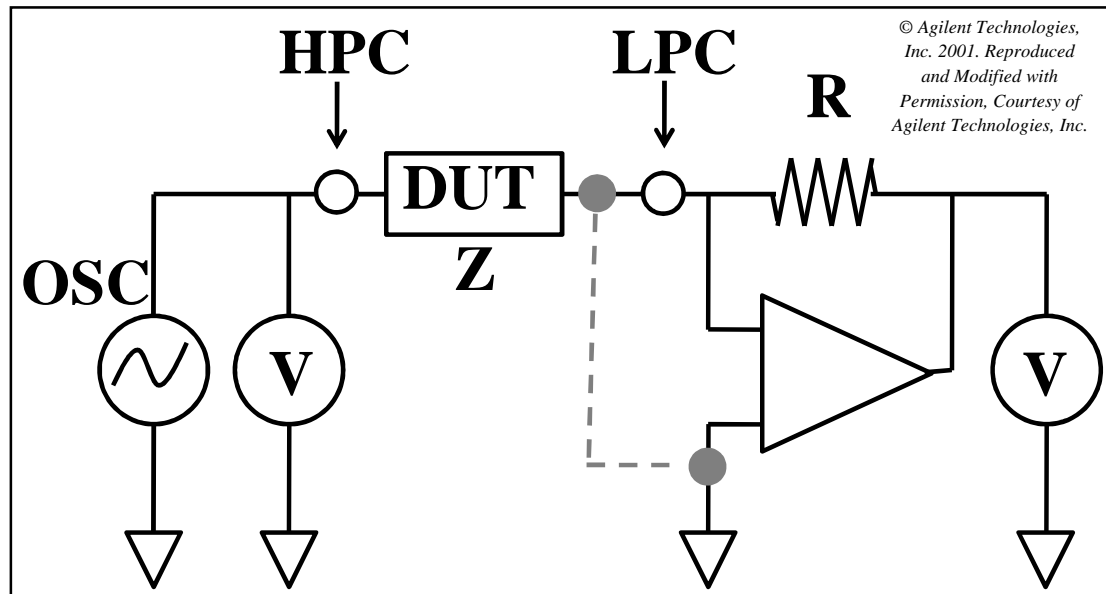 HPC
LPC
© Agilent Technologies,
Inc. 2001. Reproduced
and Modified with
Permission, Courtesy of
Agilent Technologies, Inc.
R
DUT
Z
OSC
V
V